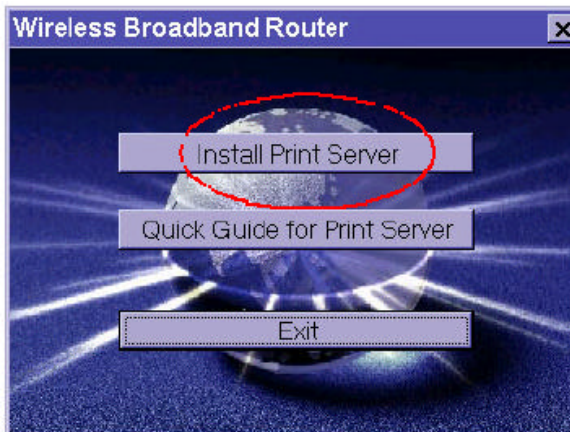 Wireless Broadband Router
Install Print Server
Quick Guide for Print Server
Exit